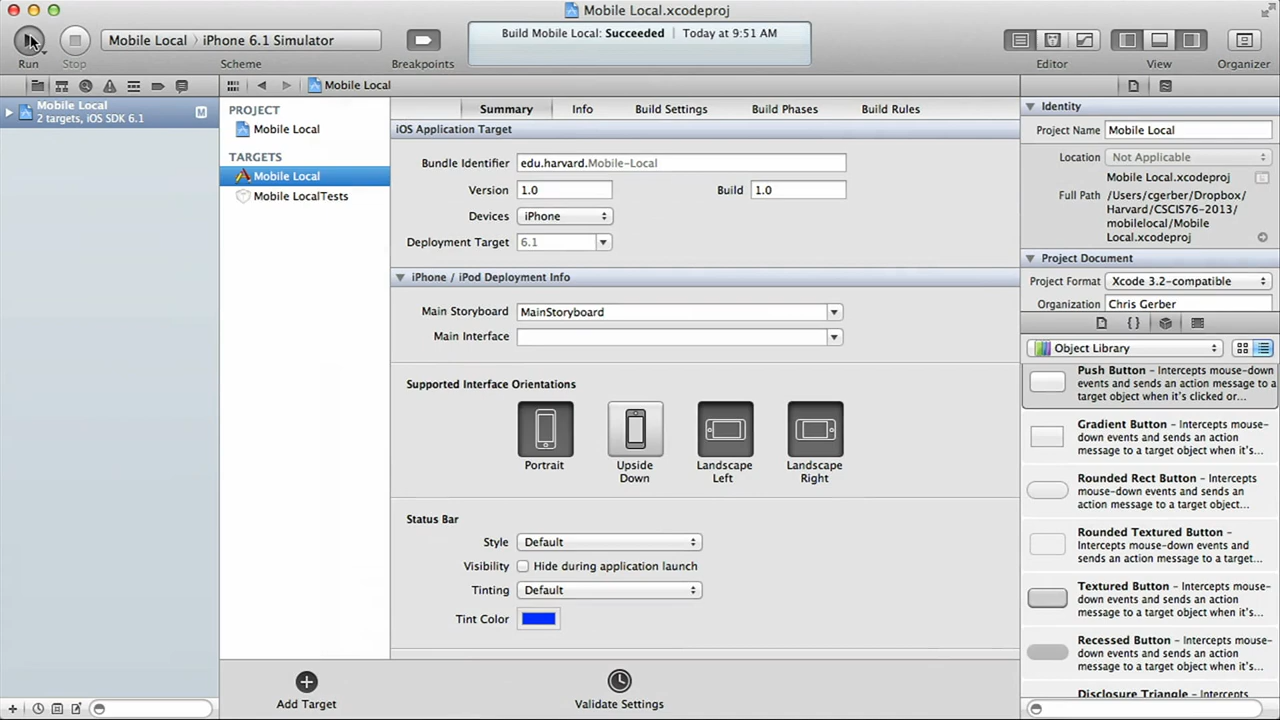 Mobile Local.xcodeproj
Mobile Local
iPhone 6.1 Simulator
Build Mobile Local: Succeeded
Today at 9:51 AM
Run
Stop
Scheme
Breakpoints
Editor
View
Organizer
Mobile Local
2 targets, iOS SDK 6.1
M
Mobile Local
PROJECT
Mobile Local
TARGETS
Mobile Local
Mobile LocalTests
Summary
Info
Build Settings
Build Phases
Build Rules
iOS Application Target
Bundle Identifier
edu.harvard.Mobile-Local
Version
1.0
Build
1.0
Devices
iPhone
Deployment Target
6.1
iPhone / iPod Deployment Info
Main Storyboard
MainStoryboard
Main Interface
Supported Interface Orientations
Portrait
Upside
Down
Landscape
Left
Landscape
Right
Status Bar
Style
Default
Visibility
Hide during application launch
Tinting
Default
Tint Color
Add Target
Validate Settings
Identity
Project Name
Mobile Local
Location
Not Applicable
Mobile Local.xcodeproj
Full Path
/Users/cgerber/Dropbox/
Harvard/CSCIS76-2013/
mobilelocal/Mobile
Local.xcodeproj
Project Document
Project Format
Xcode 3.2-compatible
Organization
Chris Gerber
{ }
Object Library
Push Button - Intercepts mouse-down
events and sends an action message to a
target object when it's clicked or...
Gradient Button - Intercepts mouse-
down events and sends an action
message to a target object when it's...
Rounded Rect Button - Intercepts
mouse-down events and sends an
action message to a target object...
Rounded Textured Button -
Intercepts mouse-down events and
sends an action message to a target...
Textured Button - Intercepts mouse-
down events and sends an action
message to a target object when it's...
Recessed Button - Intercepts mouse-
down events and sends an action
message to a target object when it's...
Disclosure Triangle - Intercepts